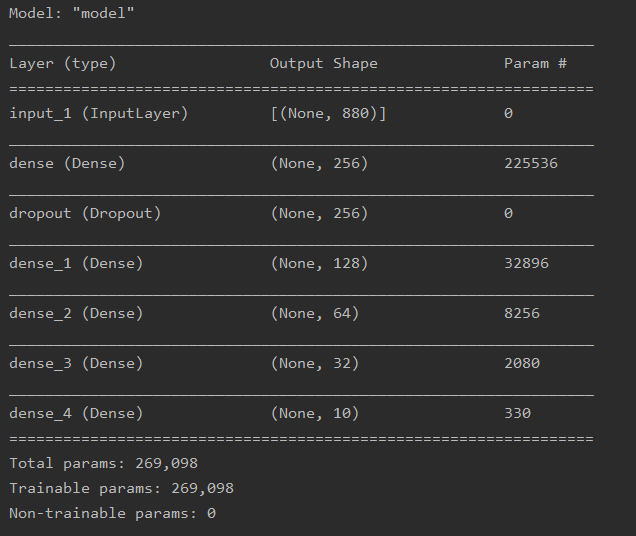 Model: "model"
_________________________________________________________________
Layer (type)                 Output Shape              Param #
=================================================================
input_1 (InputLayer)         [(None, 880)]             0
_________________________________________________________________
dense (Dense)                (None, 256)               225536
_________________________________________________________________
dropout (Dropout)            (None, 256)               0
_________________________________________________________________
dense_1 (Dense)              (None, 128)               32896
_________________________________________________________________
dense_2 (Dense)              (None, 64)                8256
_________________________________________________________________
dense_3 (Dense)              (None, 32)                2080
_________________________________________________________________
dense_4 (Dense)              (None, 10)                330
=================================================================
Total params: 269,098
Trainable params: 269,098
Non-trainable params: 0